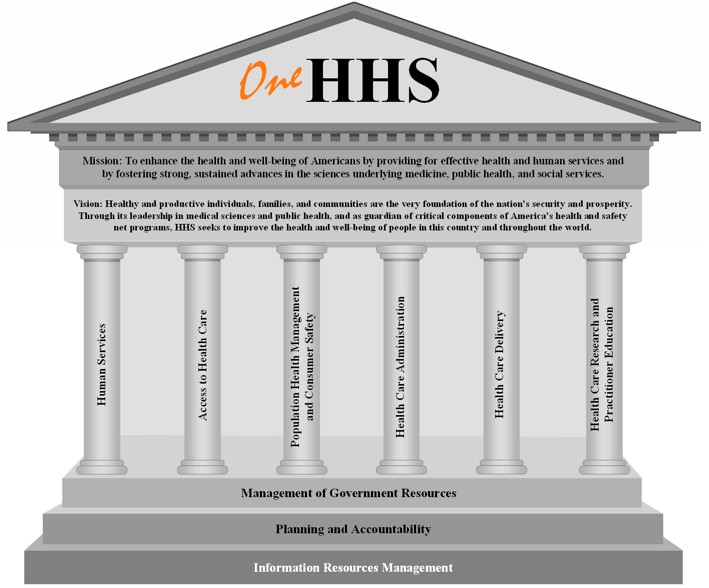 One HHS
Mission: To enhance the health and well-being of Americans by providing for effective health and human services and
by fostering strong, sustained advances in the sciences underlying medicine, public health, and social services.
Vision: Healthy and productive individuals, families, and communities are the very foundation of the nation's security and prosperity.
Through its leadership in medical sciences and public health, and as guardian of critical components of America's health and safety
net programs, HHS seeks to improve the health and well-being of people in this country and throughout the world.
Human Services
Access to Health Care
Population Health Management
and Consumer Safety
Health Care Administration
Health Care Delivery
Health Care Research and
Practitioner Education
Management of Government Resources
Planning and Accountability
Information Resources Management